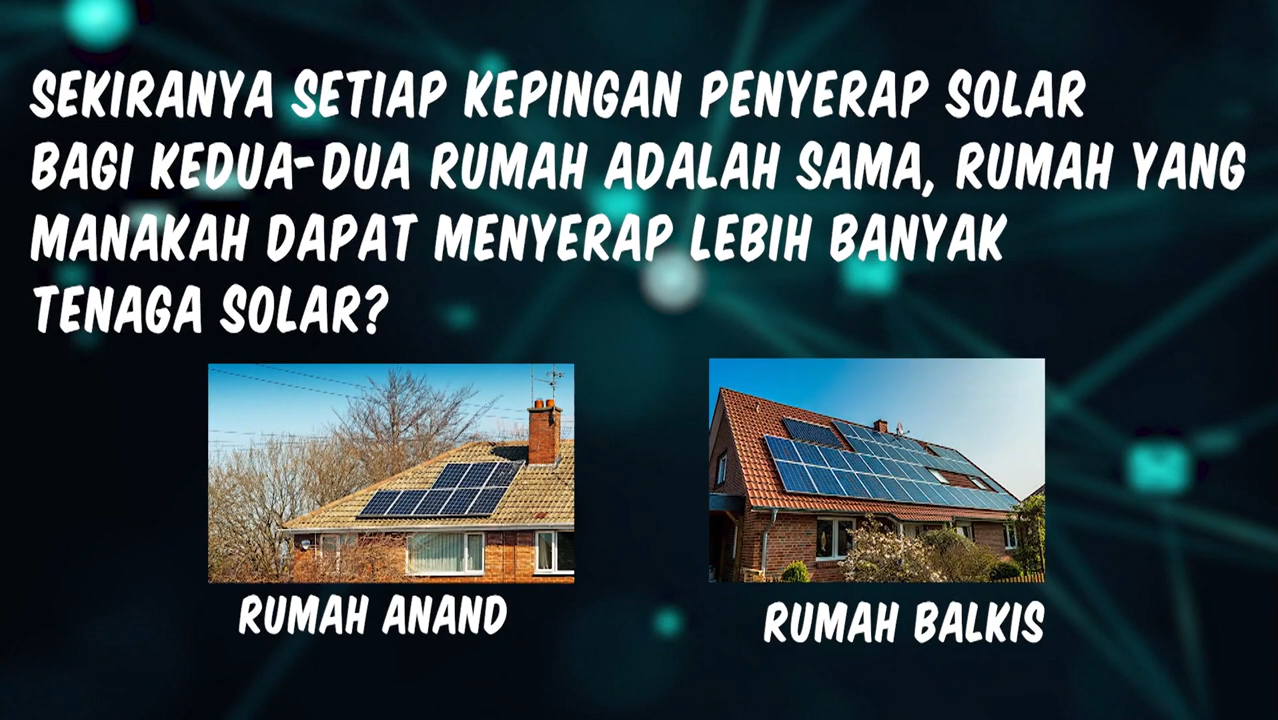 SEKIRANYA SETIAP KEPINGAN PENYERAP SOLAR
BAGI KEDUA-DUA RUMAH ADALAH SAMA, RUMAH YANG
MANAKAH DAPAT MENYERAP LEBIH BANYAK
TENAGA SOLAR?
RUMAH ANAND
RUMAH BALKIS